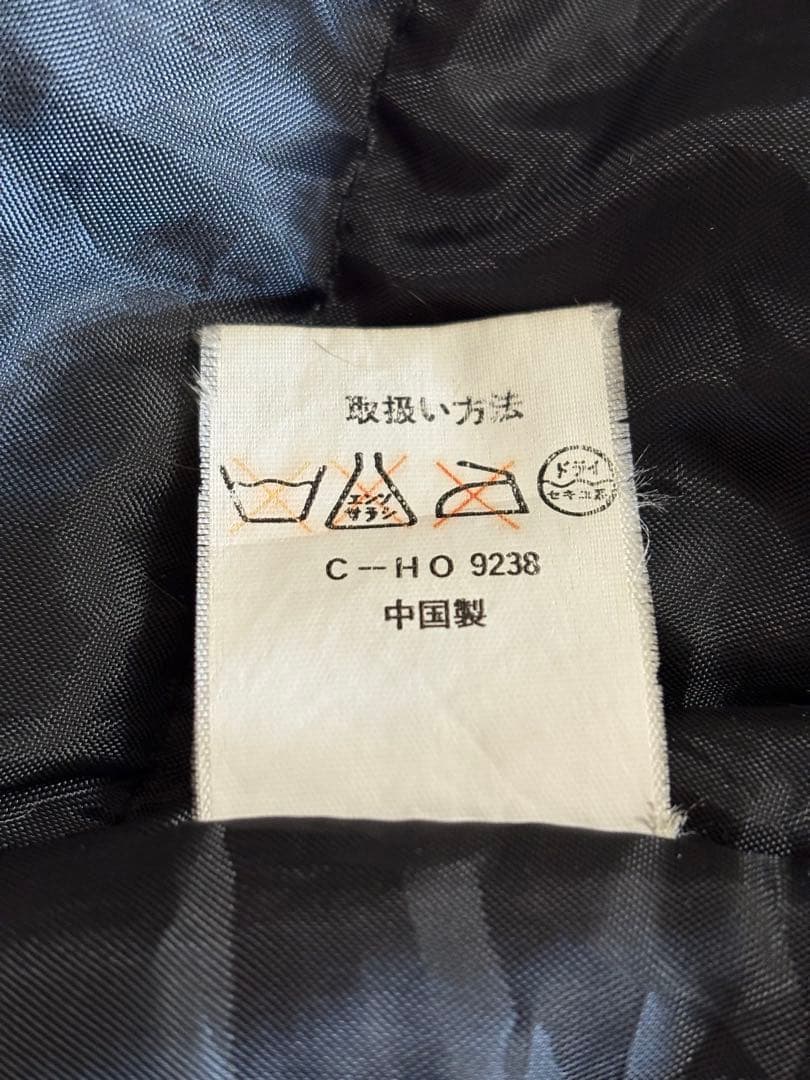 取扱い方法
エンソ
サラシ
ドライ
セキユ系
C--HO 9238
中国製